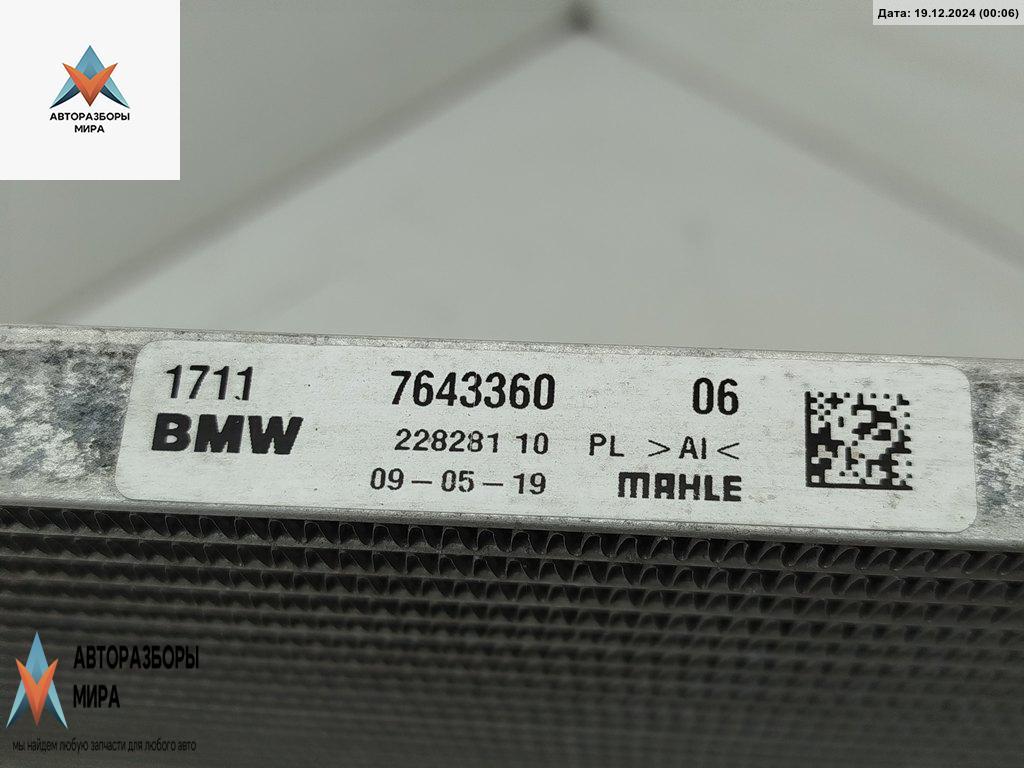 Дата: 19.12.2024 (00:06)
АВТОРАЗБОРЫ
МИРА
1711 7643360 06
BMW 228281 10 PL >Al<
09-05-19 MAHLE
АВТОРАЗБОРЫ
МИРА
мы найдем любую запчасти для любого авто